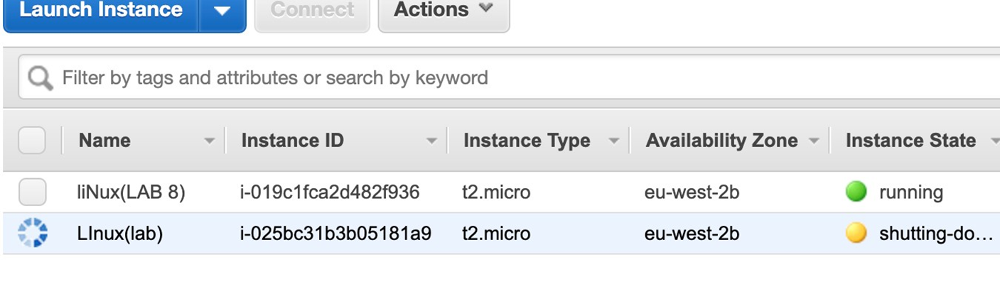 Launch Instance Connect Actions
Filter by tags and attributes or search by keyword
Name Instance ID Instance Type Availability Zone Instance State
liNux(LAB 8) i-019c1fca2d482f936 t2.micro eu-west-2b running
LInux(lab) i-025bc31b3b05181a9 t2.micro eu-west-2b shutting-do...